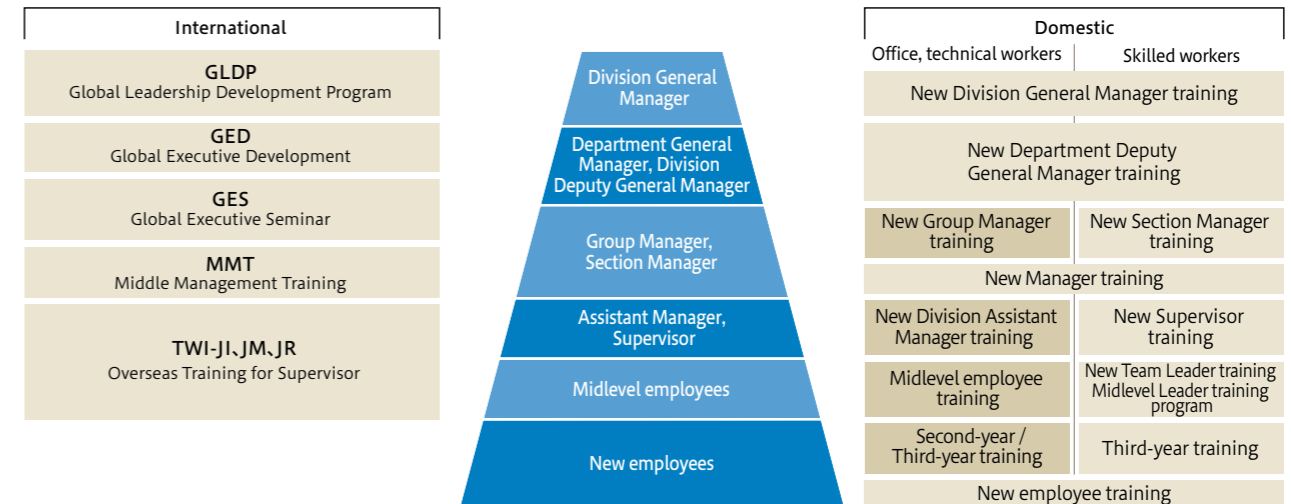 International
GLDP
Global Leadership Development Program
GED
Global Executive Development
GES
Global Executive Seminar
MMT
Middle Management Training
TWI-JI、JM、JR
Overseas Training for Supervisor
Division General
Manager
Department General
Manager, Division
Deputy General Manager
Group Manager,
Section Manager
Assistant Manager,
Supervisor
Midlevel employees
New employees
Domestic
Office, technical workers
Skilled workers
New Division General Manager training
New Department Deputy
General Manager training
New Group Manager
training
New Section Manager
training
New Manager training
New Division Assistant
Manager training
New Supervisor
training
Midlevel employee
training
New Team Leader training
Midlevel Leader training
program
Second-year /
Third-year training
Third-year training
New employee training